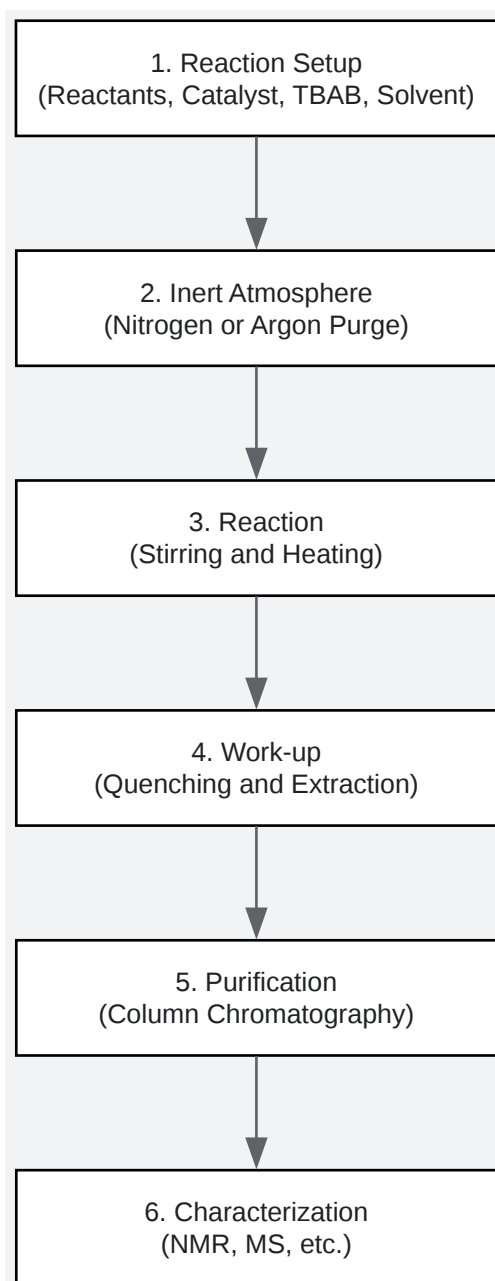 1. Reaction Setup
(Reactants, Catalyst, TBAB, Solvent)
2. Inert Atmosphere
(Nitrogen or Argon Purge)
3. Reaction
(Stirring and Heating)
4. Work-up
(Quenching and Extraction)
5. Purification
(Column Chromatography)
6. Characterization
(NMR, MS, etc.)